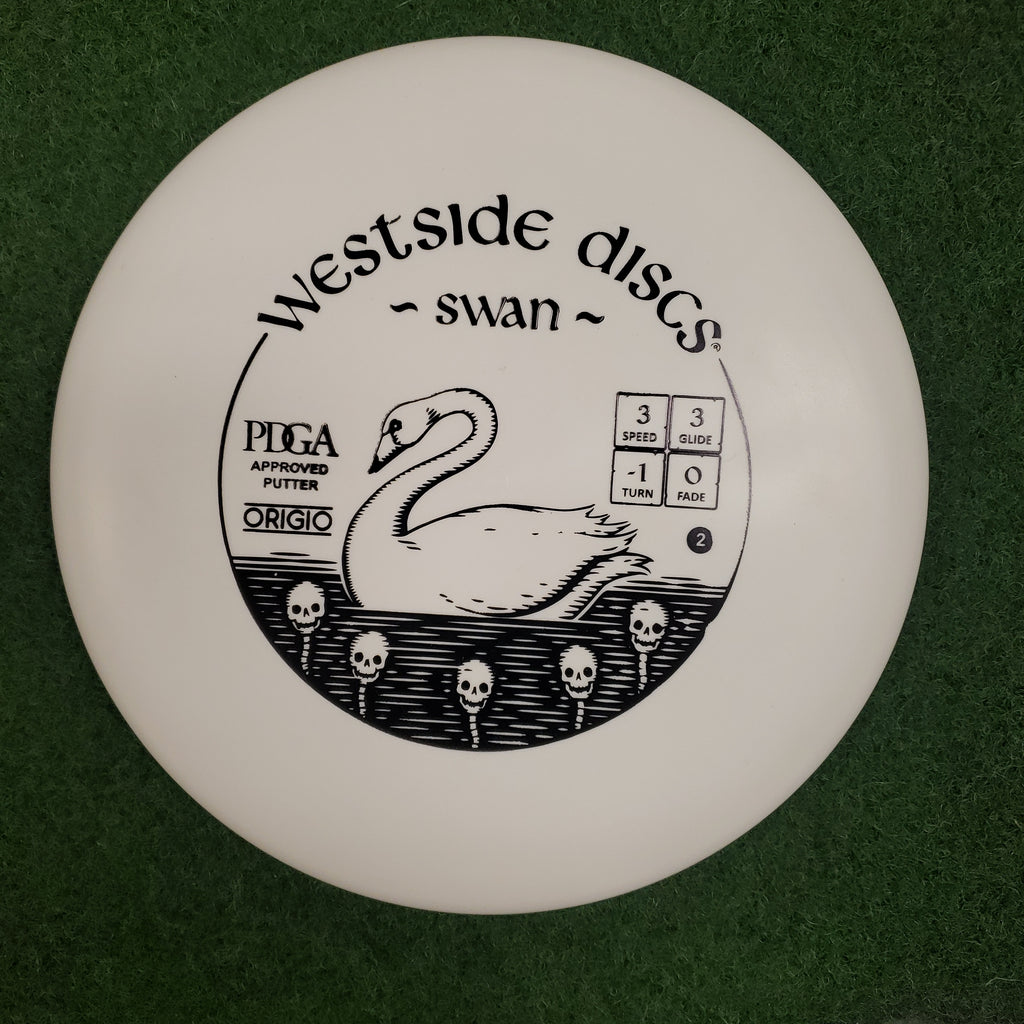 westside discs®
~ swan ~
PDGA
APPROVED
PUTTER
ORIGIO
3 SPEED
3 GLIDE
-1 TURN
0 FADE
2